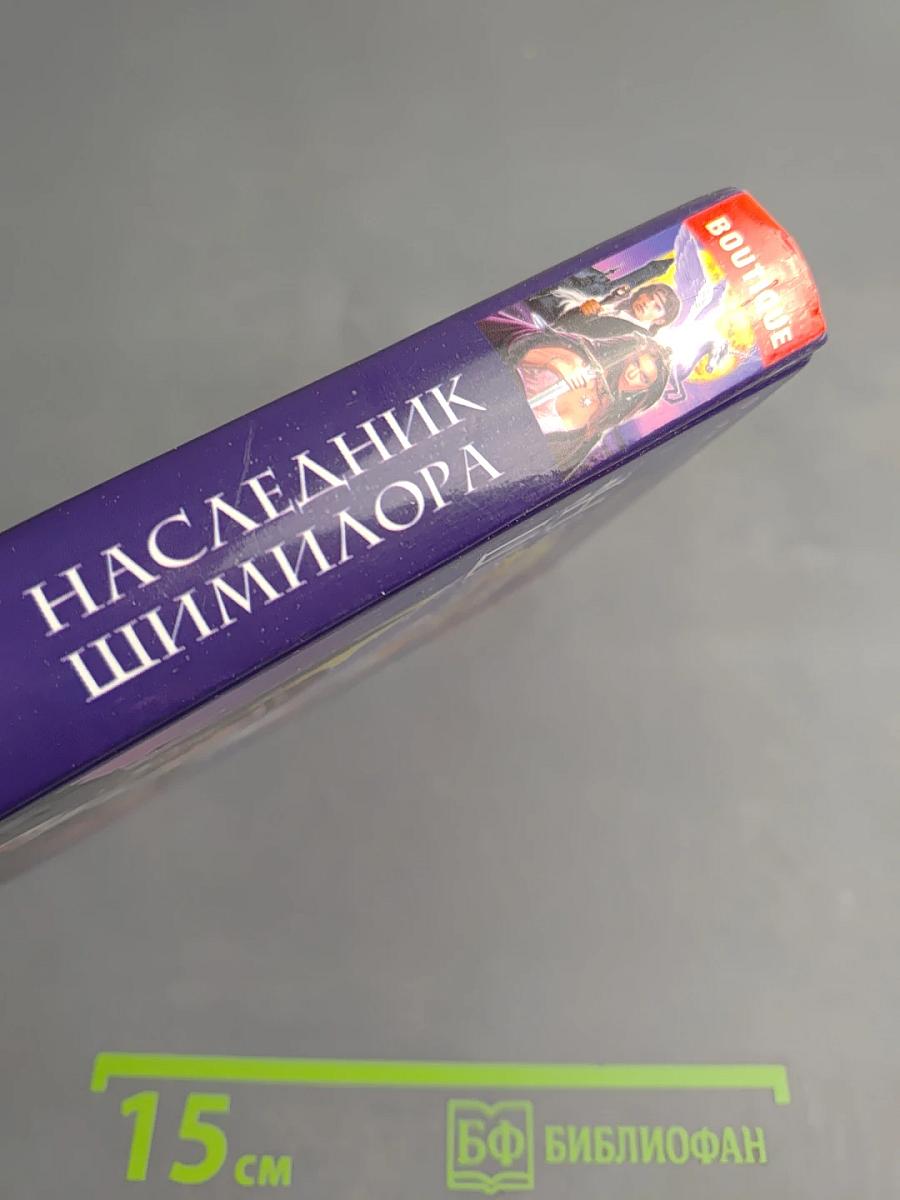 BOUTIQUE
НАСЛЕДНИК
ШИМИЛОРА
15 см
БФ БИБЛИОФАН